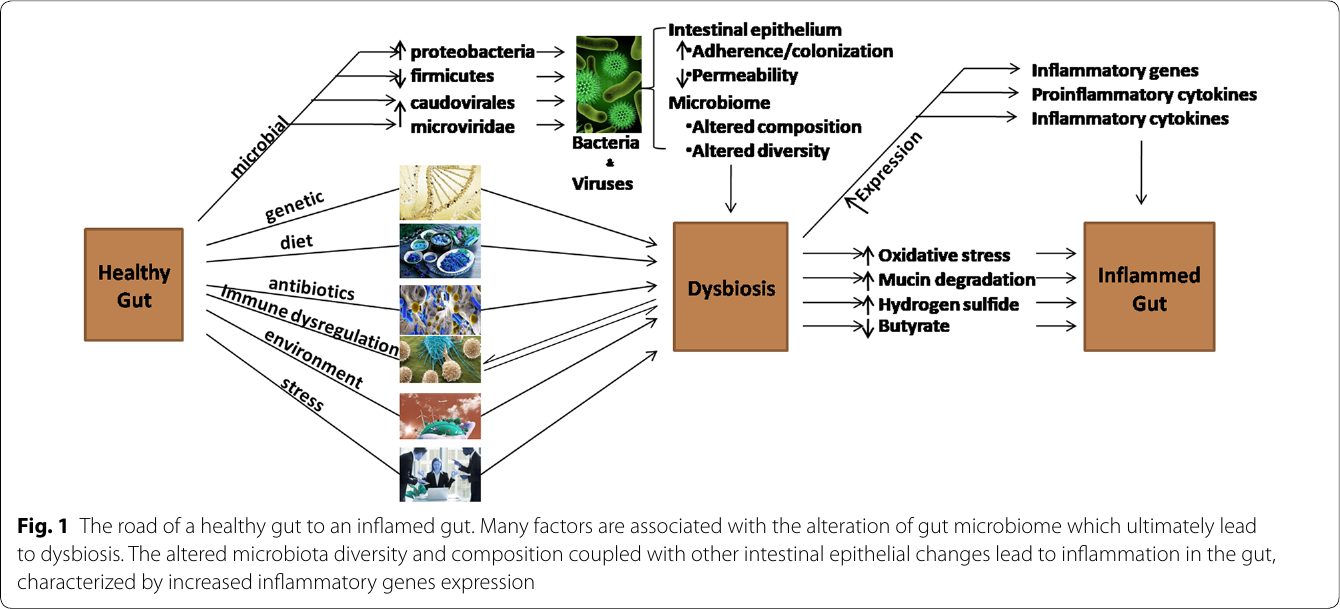 proteobacteria
firmicutes
caudovirales
microviridae
microbial
Bacteria
&
Viruses
Intestinal epithelium
•Adherence/colonization
•Permeability
Microbiome
•Altered composition
•Altered diversity
Inflammatory genes
Proinflammatory cytokines
Inflammatory cytokines
Expression
genetic
diet
antibiotics
Immune dysregulation
environment
stress
Healthy
Gut
Dysbiosis
Oxidative stress
Mucin degradation
Hydrogen sulfide
Butyrate
Inflammed
Gut
Fig. 1 The road of a healthy gut to an inflamed gut. Many factors are associated with the alteration of gut microbiome which ultimately lead
to dysbiosis. The altered microbiota diversity and composition coupled with other intestinal epithelial changes lead to inflammation in the gut,
characterized by increased inflammatory genes expression